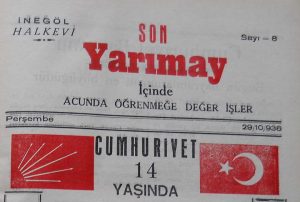 İNEGÖL
HALKEVİ
SON
Sayı — 8
Yarımay
İçinde
ACUNDA ÖĞRENMEĞE DEĞER İŞLER
Perşembe
29/10/936
CUMHURİYET
14
YAŞINDA